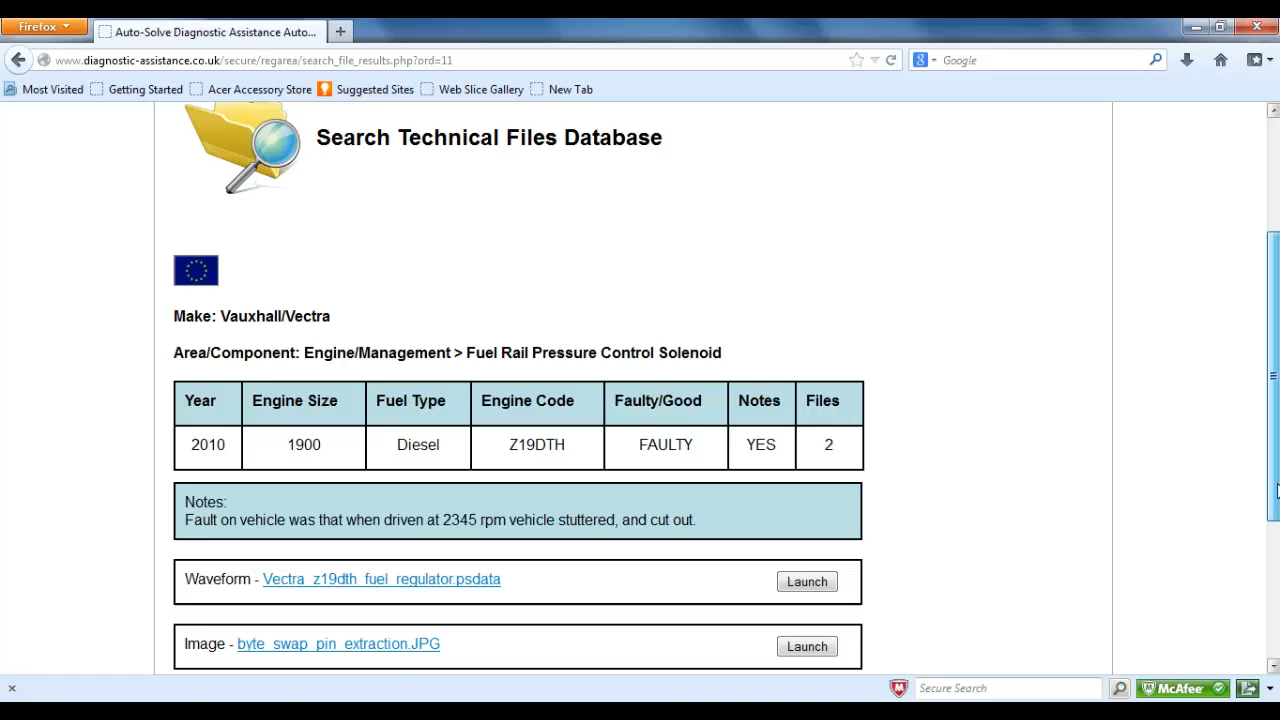 Firefox
Auto-Solve Diagnostic Assistance Auto...
www.diagnostic-assistance.co.uk/secure/regarea/search_file_results.php?ord=11
Google
Most Visited Getting Started Acer Accessory Store Suggested Sites Web Slice Gallery New Tab
Search Technical Files Database
Make: Vauxhall/Vectra
Area/Component: Engine/Management > Fuel Rail Pressure Control Solenoid
Year Engine Size Fuel Type Engine Code Faulty/Good Notes Files
2010 1900 Diesel Z19DTH FAULTY YES 2
Notes:
Fault on vehicle was that when driven at 2345 rpm vehicle stuttered, and cut out.
Waveform - Vectra_z19dth_fuel_regulator.psdata Launch
Image - byte_swap_pin_extraction.JPG Launch
Secure Search McAfee